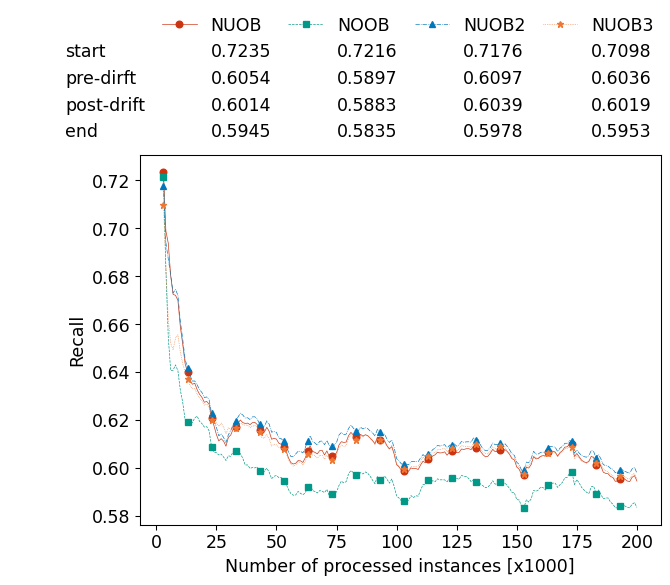 NUOB NOOB NUOB2 NUOB3
start 0.7235 0.7216 0.7176 0.7098
pre-dirft 0.6054 0.5897 0.6097 0.6036
post-drift 0.6014 0.5883 0.6039 0.6019
end 0.5945 0.5835 0.5978 0.5953
0.72
0.70
0.68
0.66
0.64
0.62
0.60
0.58
Recall
0 25 50 75 100 125 150 175 200
Number of processed instances [x1000]